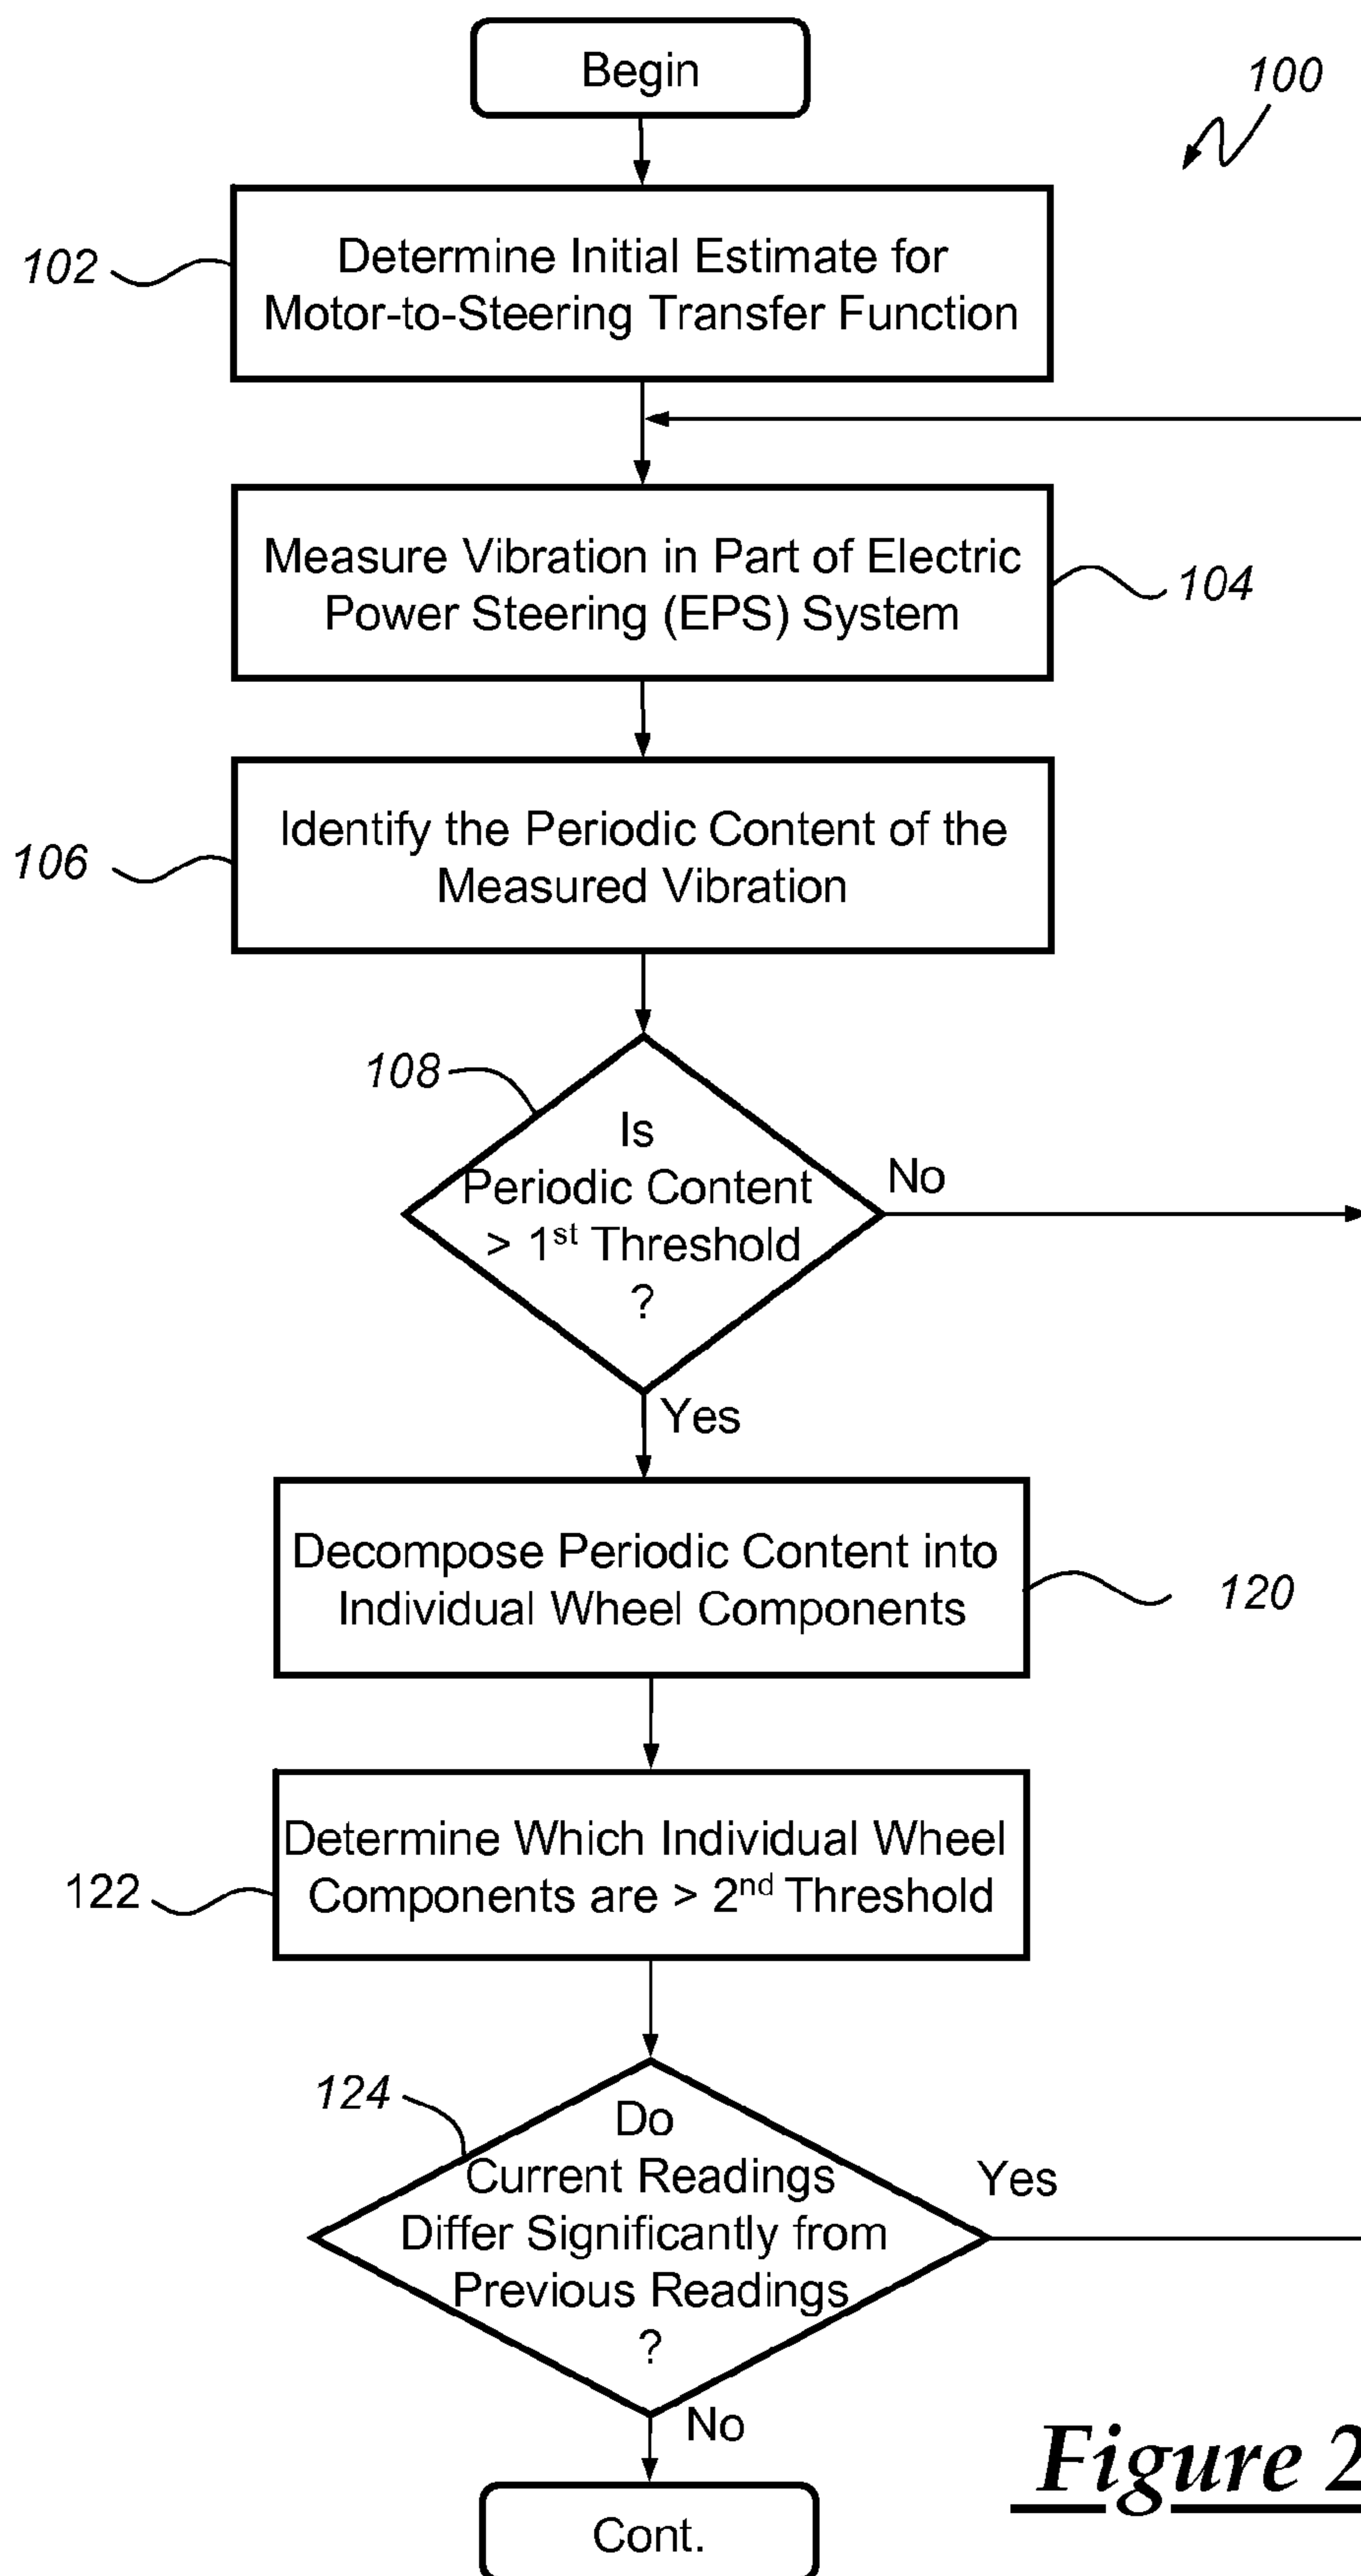 Begin
100
102
Determine Initial Estimate for
Motor-to-Steering Transfer Function
Measure Vibration in Part of Electric
Power Steering (EPS) System
104
106
Identify the Periodic Content of the
Measured Vibration
108
Is
Periodic Content
> 1st Threshold
?
No
Yes
Decompose Periodic Content into
Individual Wheel Components
120
122
Determine Which Individual Wheel
Components are > 2nd Threshold
124
Do
Current Readings
Differ Significantly from
Previous Readings
?
Yes
No
Cont.
Figure 2